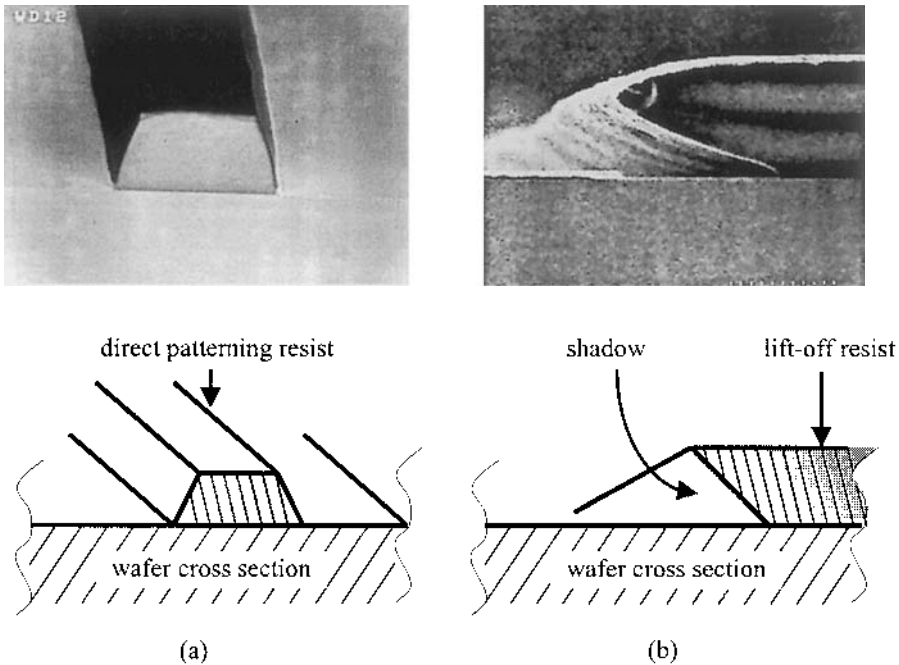 WD12
direct patterning resist
shadow
lift-off resist
wafer cross section
wafer cross section
(a)
(b)